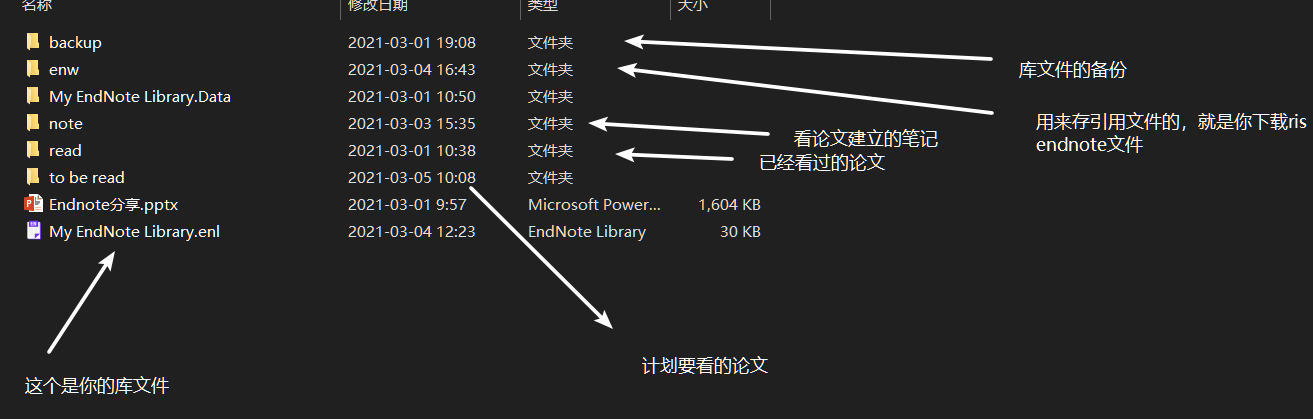 名称 修改日期 类型 大小
backup 2021-03-01 19:08 文件夹
库文件的备份
enw 2021-03-04 16:43 文件夹
My EndNote Library.Data 2021-03-01 10:50 文件夹
用来存引用文件的，就是你下载ris
endnote文件
note 2021-03-03 15:35 文件夹
看论文建立的笔记
read 2021-03-01 10:38 文件夹
已经看过的论文
to be read 2021-03-05 10:08 文件夹
Endnote分享.pptx 2021-03-01 9:57 Microsoft Power... 1,604 KB
My EndNote Library.enl 2021-03-04 12:23 EndNote Library 30 KB
计划要看的论文
这个是你的库文件